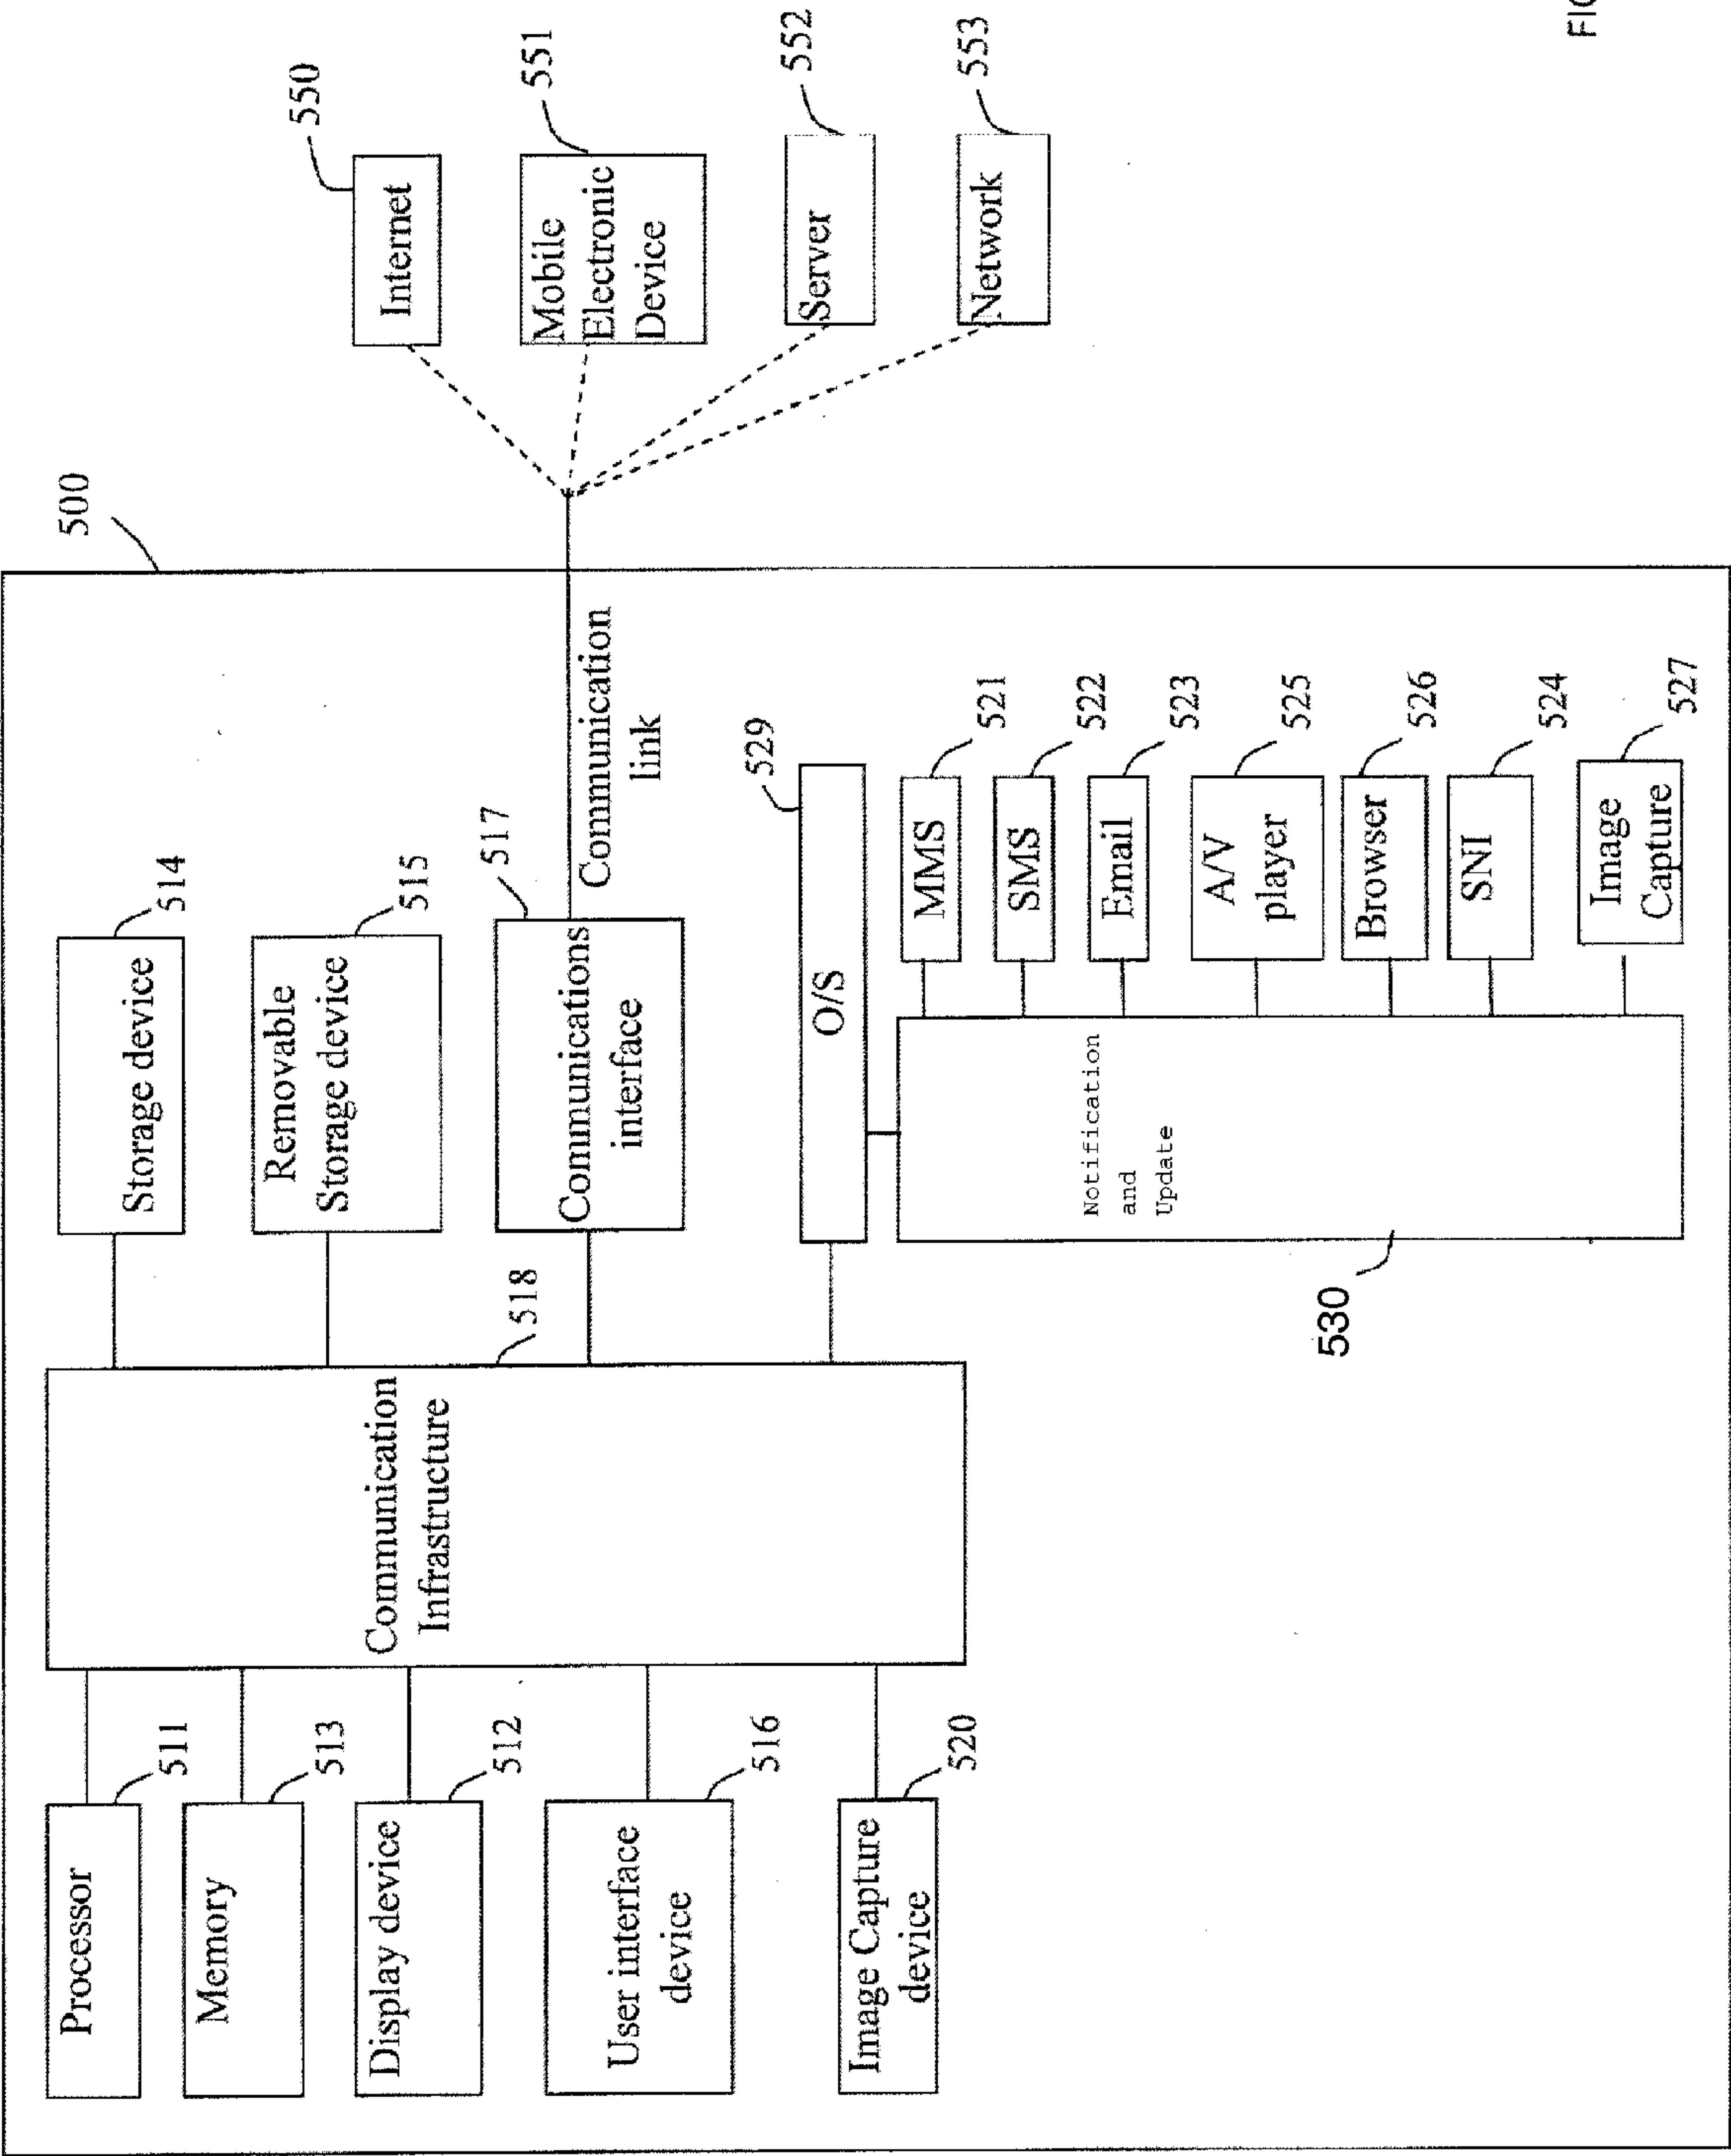 500
Processor
511
Memory
513
Display device
512
User interface
device
516
Image Capture
device
520
Communication
Infrastructure
518
Storage device
514
Removable
Storage device
515
Communications
interface
517
Communication
link
O/S
529
Notification
and
Update
530
MMS
521
SMS
522
Email
523
A/V
player
525
Browser
526
SNI
524
Image
Capture
527
Internet
550
Mobile
Electronic
Device
551
Server
552
Network
553